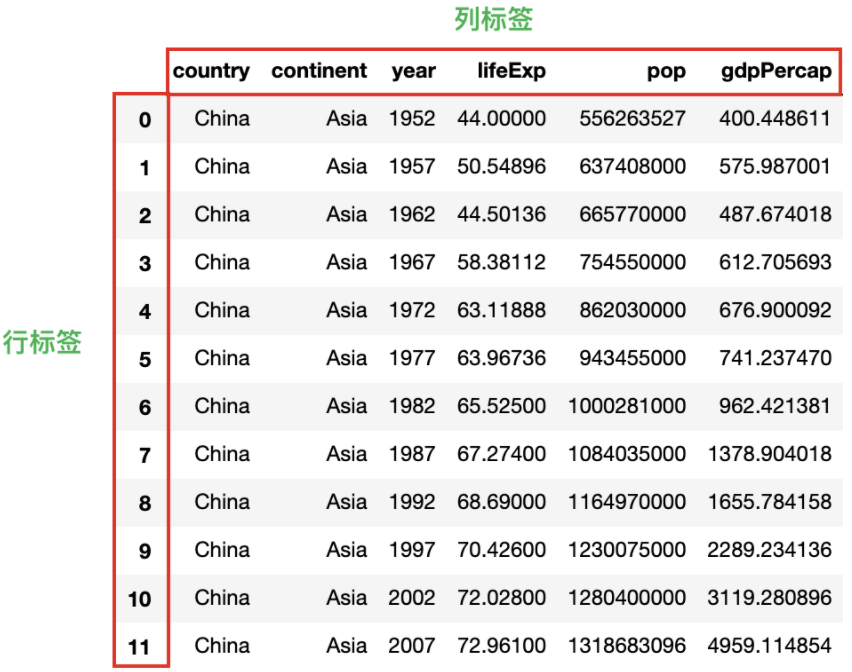 列标签
country continent year lifeExp pop gdpPercap
0 China Asia 1952 44.00000 556263527 400.448611
1 China Asia 1957 50.54896 637408000 575.987001
2 China Asia 1962 44.50136 665770000 487.674018
3 China Asia 1967 58.38112 754550000 612.705693
4 China Asia 1972 63.11888 862030000 676.900092
行标签
5 China Asia 1977 63.96736 943455000 741.237470
6 China Asia 1982 65.52500 1000281000 962.421381
7 China Asia 1987 67.27400 1084035000 1378.904018
8 China Asia 1992 68.69000 1164970000 1655.784158
9 China Asia 1997 70.42600 1230075000 2289.234136
10 China Asia 2002 72.02800 1280400000 3119.280896
11 China Asia 2007 72.96100 1318683096 4959.114854